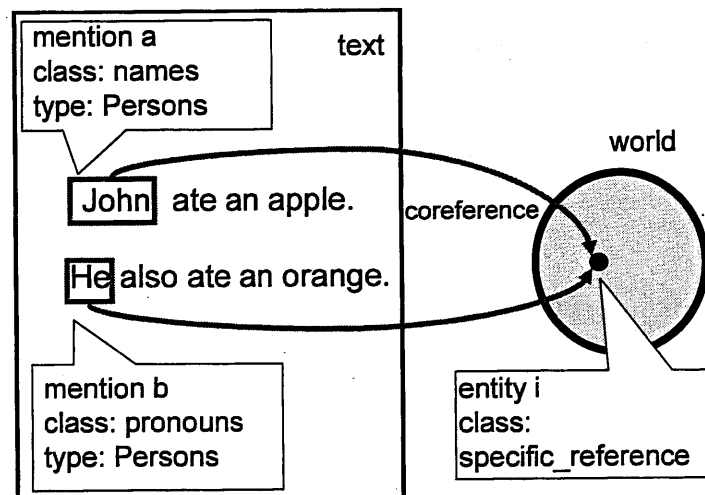 mention a
class: names
type: Persons
text
world
John ate an apple.
coreference
He also ate an orange.
mention b
class: pronouns
type: Persons
entity i
class:
specific_reference